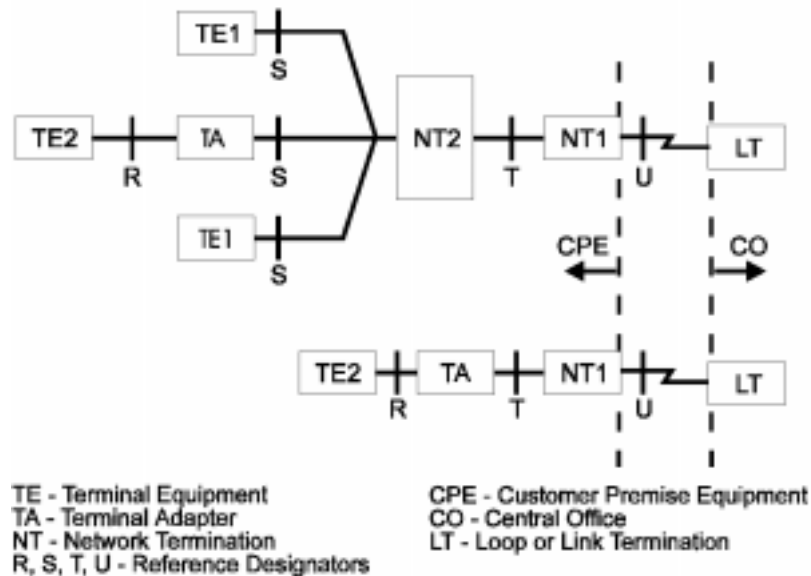 TE1
S
TE2
R
TA
S
NT2
T
NT1
U
LT
TE1
S
CPE
CO
TE2
R
TA
T
NT1
U
LT
TE - Terminal Equipment
TA - Terminal Adapter
NT - Network Termination
R, S, T, U - Reference Designators
CPE - Customer Premise Equipment
CO - Central Office
LT - Loop or Link Termination